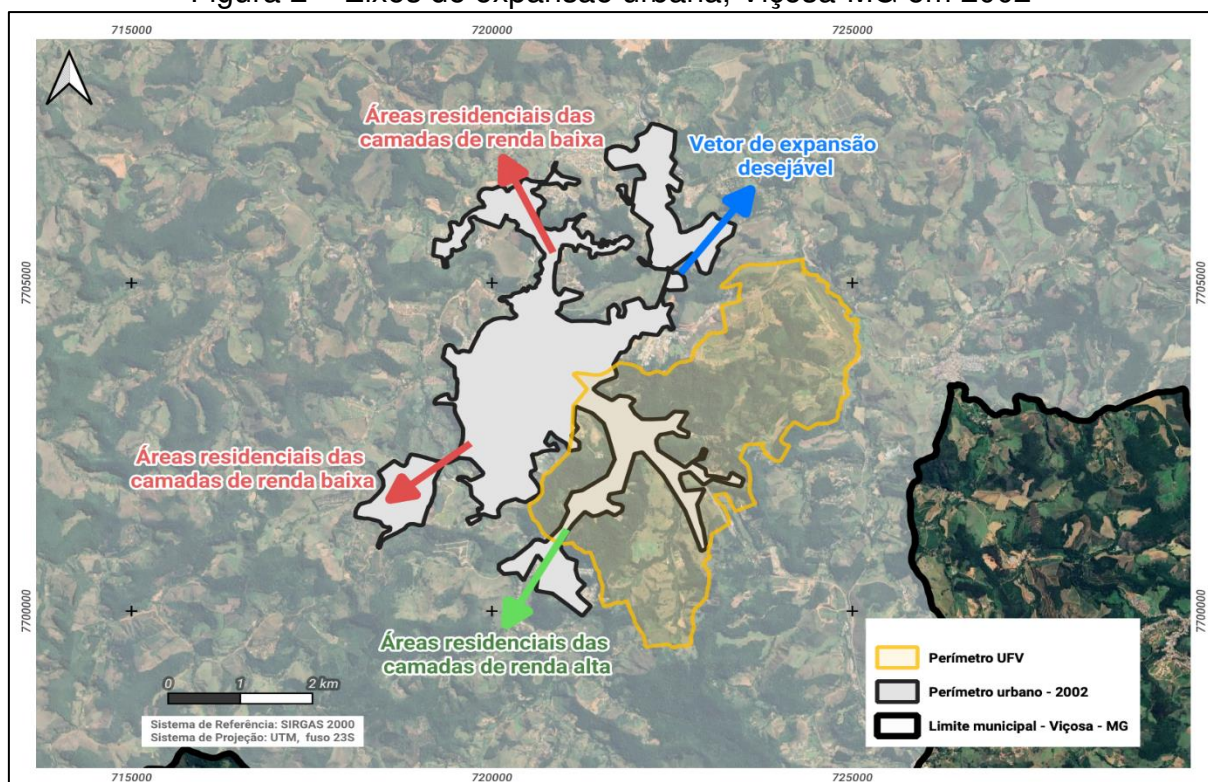 Figura 2 – Eixos de expansão urbana, Viçosa-MG em 2002
715000
720000
725000
Áreas residenciais das
camadas de renda baixa
Vetor de expansão
desejável
7705000
7705000
Áreas residenciais das
camadas de renda baixa
7700000
7700000
Áreas residenciais das
camadas de renda alta
0 1 2 km
Sistema de Referência: SIRGAS 2000
Sistema de Projeção: UTM, fuso 23S
Perímetro UFV
Perímetro urbano - 2002
Limite municipal - Viçosa - MG
715000
720000
725000